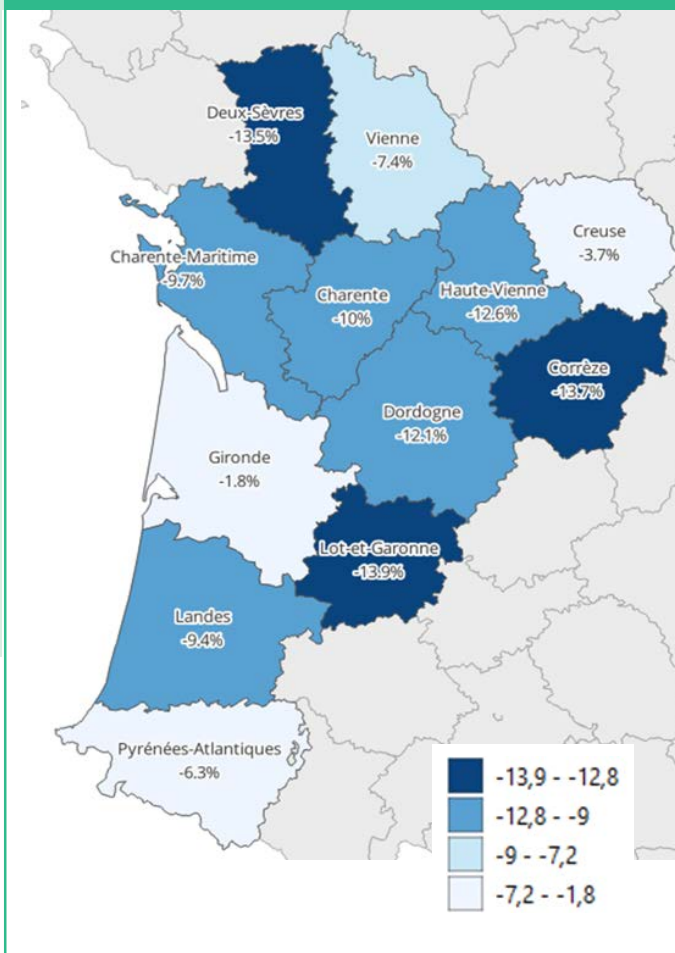 Deux-Sèvres
-13.5%
Vienne
-7.4%
Creuse
-3.7%
Charente-Maritime
-9.7%
Charente
-10%
Haute-Vienne
-12.6%
Corrèze
-13.7%
Dordogne
-12.1%
Gironde
-1.8%
Lot-et-Garonne
-13.9%
Landes
-9.4%
Pyrénées-Atlantiques
-6.3%
-13,9 - -12,8
-12,8 - -9
-9 - -7,2
-7,2 - -1,8